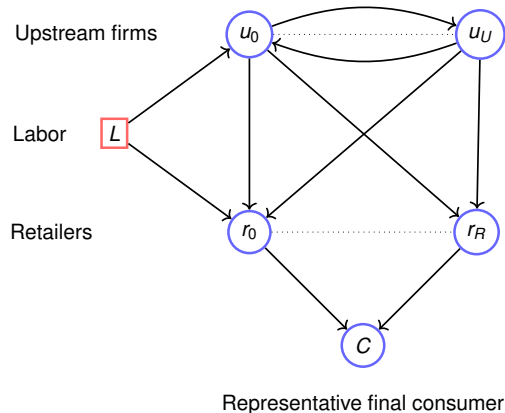 Upstream firms
u0
uU
Labor
L
Retailers
r0
rR
C
Representative final consumer